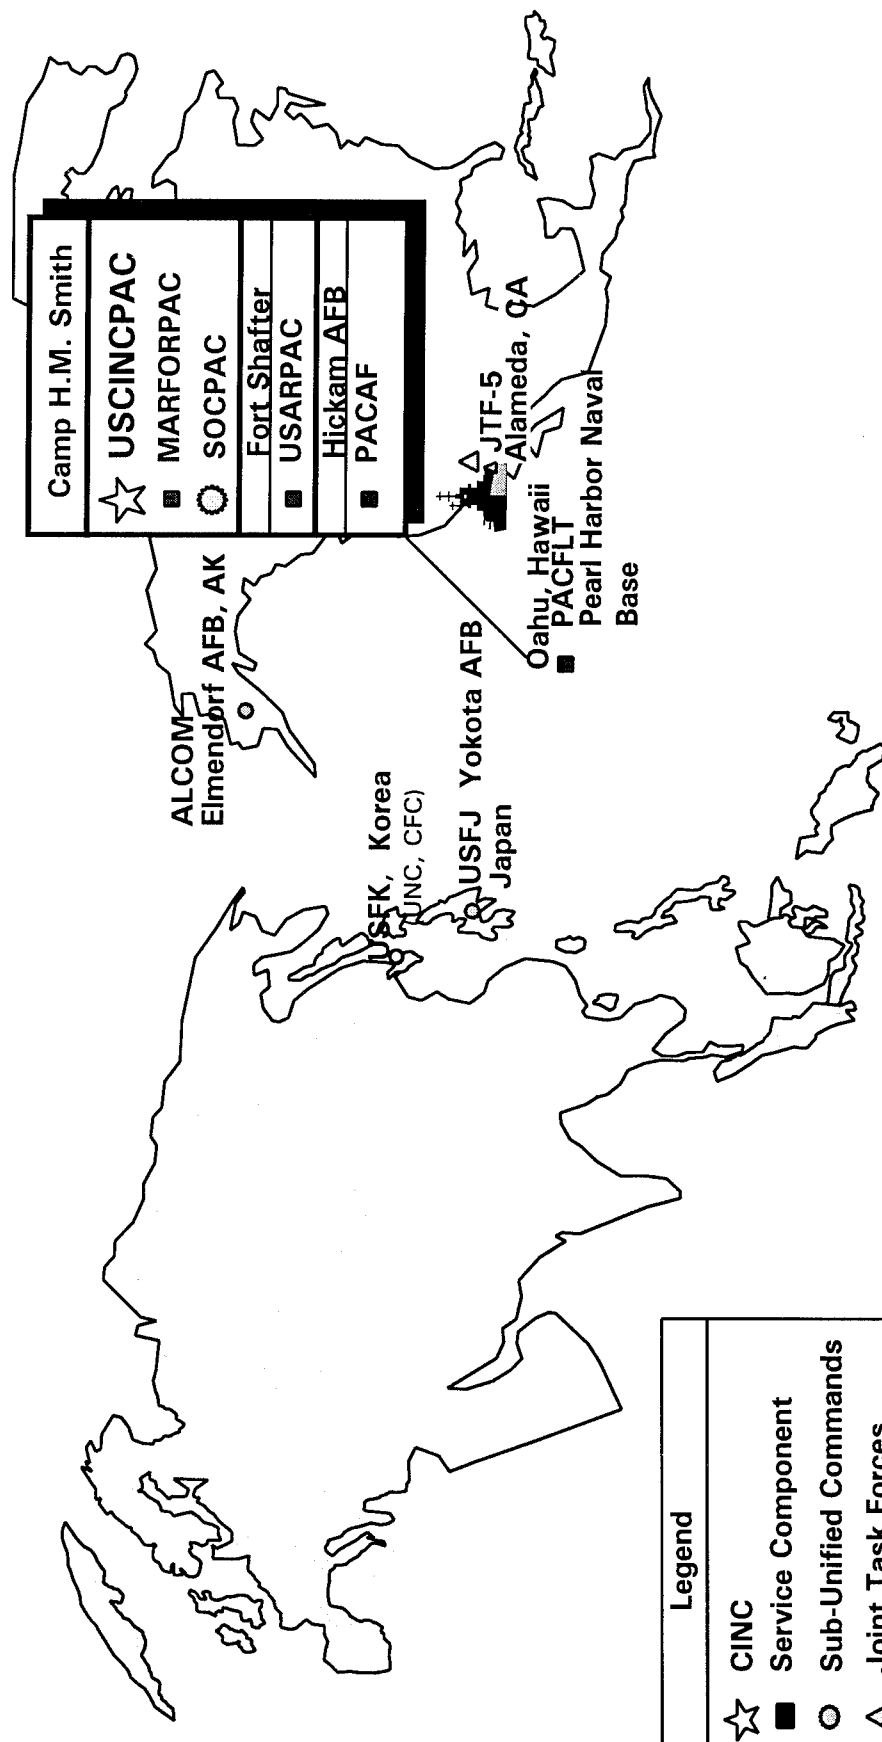 Camp H.M. Smith
USCINCPAC
MARFORPAC
SOCPAC
Fort Shafter
USARPAC
Hickam AFB
PACAF
ALCOM
Elmendorf AFB, AK
JTF-5
Alameda, CA
Oahu, Hawaii
PACFLT
Pearl Harbor Naval
Base
USFK, Korea
UNC, CFC)
USFJ Yokota AFB
Japan
Legend
CINC
Service Component
Sub-Unified Commands
Joint Task Forces